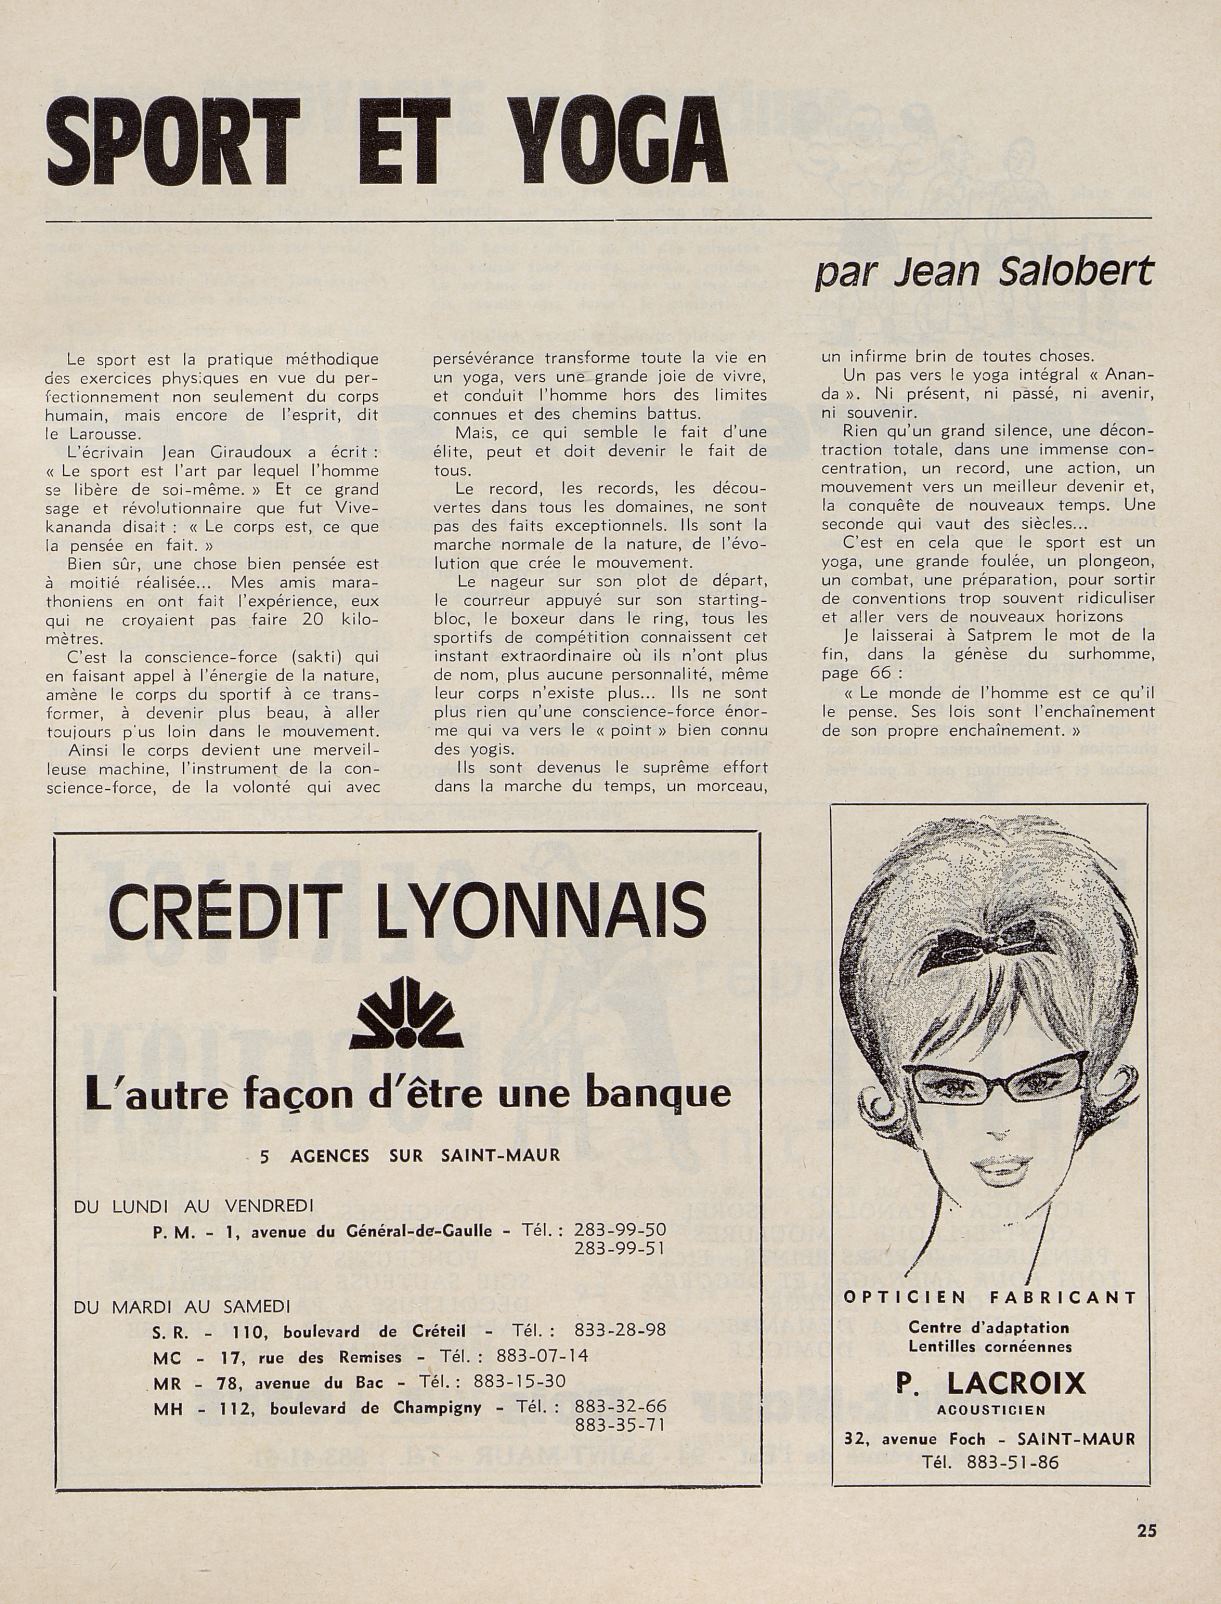 SPORT ET YOGA
par Jean Salobert
Le sport est la pratique méthodique
des exercices physiques en vue du per-
fectionnement non seulement du corps
humain, mais encore de l'esprit, dit
le Larousse.
L'écrivain Jean Giraudoux a écrit :
« Le sport est l'art par lequel l'homme
se libère de soi-même. » Et ce grand
sage et révolutionnaire que fut Vive-
kananda disait : « Le corps est, ce que
la pensée en fait. »
Bien sûr, une chose bien pensée est
à moitié réalisée... Mes amis mara-
thoniens en ont fait l'expérience, eux
qui ne croyaient pas faire 20 kilo-
mètres.
C'est la conscience-force (sakti) qui
en faisant appel à l'énergie de la nature,
amène le corps du sportif à ce trans-
former, à devenir plus beau, à aller
toujours p'us loin dans le mouvement.
Ainsi le corps devient une merveil-
leuse machine, l'instrument de la con-
science-force, de la volonté qui avec
persévérance transforme toute la vie en
un yoga, vers une grande joie de vivre,
et conduit l'homme hors des limites
connues et des chemins battus.
Mais, ce qui semble le fait d'une
élite, peut et doit devenir le fait de
tous.
Le record, les records, les décou-
vertes dans tous les domaines, ne sont
pas des faits exceptionnels. Ils sont la
marche normale de la nature, de l'évo-
lution que crée le mouvement.
Le nageur sur son plot de départ,
le courreur appuyé sur son starting-
bloc, le boxeur dans le ring, tous les
sportifs de compétition connaissent cet
instant extraordinaire où ils n'ont plus
de nom, plus aucune personnalité, même
leur corps n'existe plus... Ils ne sont
plus rien qu'une conscience-force énor-
me qui va vers le « point » bien connu
des yogis.
Ils sont devenus le suprême effort
dans la marche du temps, un morceau,
un infirme brin de toutes choses.
Un pas vers le yoga intégral « Anan-
da ». Ni présent, ni passé, ni avenir,
ni souvenir.
Rien qu'un grand silence, une décon-
traction totale, dans une immense con-
centration, un record, une action, un
mouvement vers un meilleur devenir et,
la conquête de nouveaux temps. Une
seconde qui vaut des siècles...
C'est en cela que le sport est un
yoga, une grande foulée, un plongeon,
un combat, une préparation, pour sortir
de conventions trop souvent ridiculiser
et aller vers de nouveaux horizons
Je laisserai à Satprem le mot de la
fin, dans la génèse du surhomme,
page 66 :
« Le monde de l'homme est ce qu'il
le pense. Ses lois sont l'enchaînement
de son propre enchaînement. »
CRÉDIT LYONNAIS
L'autre façon d'être une banque
5 AGENCES SUR SAINT-MAUR
DU LUNDI AU VENDREDI
P. M. - 1, avenue du Général-de-Gaulle - Tél. : 283-99-50
283-99-51
DU MARDI AU SAMEDI
S. R. - 110, boulevard de Créteil - Tél. : 833-28-98
MC - 17, rue des Remises - Tél. : 883-07-14
MR - 78, avenue du Bac - Tél. : 883-15-30
MH - 112, boulevard de Champigny - Tél. : 883-32-66
883-35-71
OPTICIEN FABRICANT
Centre d'adaptation
Lentilles cornéennes
P. LACROIX
ACOUSTICIEN
32, avenue Foch - SAINT-MAUR
Tél. 883-51-86
25